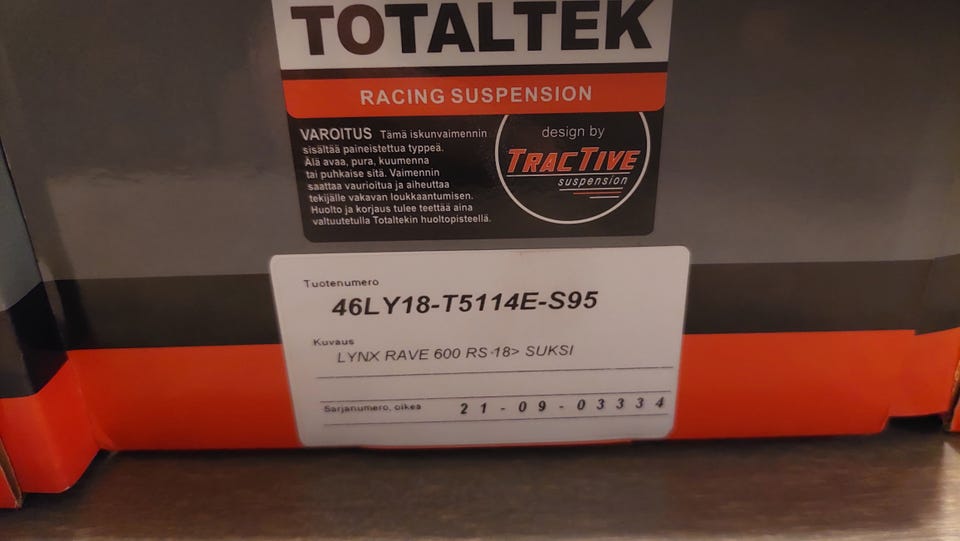 TOTALTEK
RACING SUSPENSION
VAROITUS Tämä iskunvaimennin
sisältää paineistettua typpeä.
Älä avaa, pura, kuumenna
tai puhkaise sitä. Vaimennin
saattaa vaurioitua ja aiheuttaa
tekijälle vakavan loukkaantumisen.
Huolto ja korjaus tulee teettää aina
valtuutetulla Totaltekin huoltopisteellä.
design by
TRACTIVE
suspension
Tuotenumero
46LY18-T5114E-S95
Kuvaus
LYNX RAVE 600 RS 18> SUKSI
Sarjanumero, oikea 21-09-03334